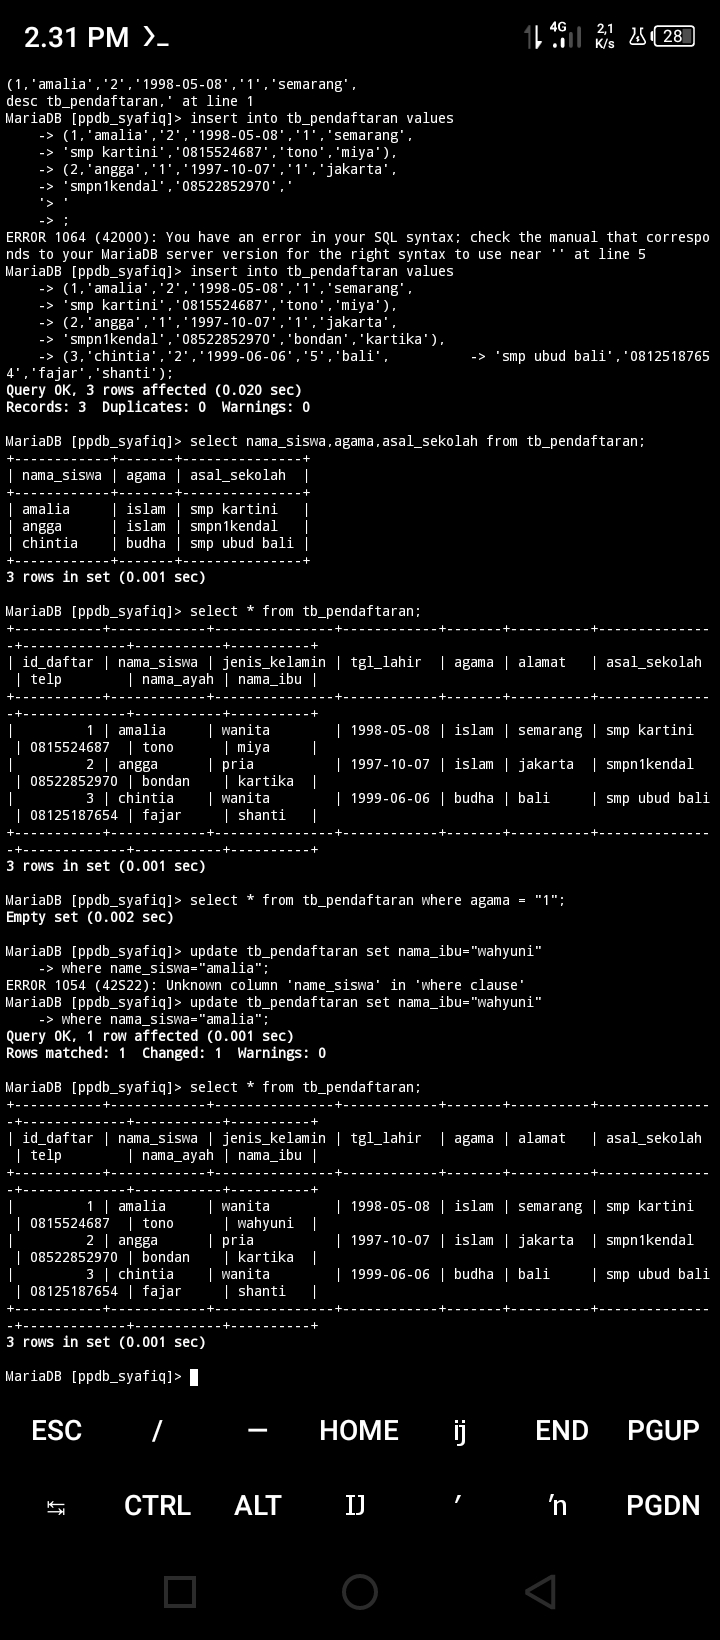 2.31 PM
4G
2,1
K/s
28
(1,'amalia','2','1998-05-08','1','semarang',
desc tb_pendaftaran,' at line 1
MariaDB [ppdb_syafiq]> insert into tb_pendaftaran values
    -> (1,'amalia','2','1998-05-08','1','semarang',
    -> 'smp kartini','0815524687','tono','miya'),
    -> (2,'angga','1','1997-10-07','1','jakarta',
    -> 'smpn1kendal','08522852970','
    '> '
    -> ;
ERROR 1064 (42000): You have an error in your SQL syntax; check the manual that correspo
nds to your MariaDB server version for the right syntax to use near '' at line 5
MariaDB [ppdb_syafiq]> insert into tb_pendaftaran values
    -> (1,'amalia','2','1998-05-08','1','semarang',
    -> 'smp kartini','0815524687','tono','miya'),
    -> (2,'angga','1','1997-10-07','1','jakarta',
    -> 'smpn1kendal','08522852970','bondan','kartika'),
    -> (3,'chintia','2','1999-06-06','5','bali',          -> 'smp ubud bali','0812518765
4','fajar','shanti');
Query OK, 3 rows affected (0.020 sec)
Records: 3  Duplicates: 0  Warnings: 0
MariaDB [ppdb_syafiq]> select nama_siswa,agama,asal_sekolah from tb_pendaftaran;
+------------+-------+---------------+
| nama_siswa | agama | asal_sekolah  |
+------------+-------+---------------+
| amalia     | islam | smp kartini   |
| angga      | islam | smpn1kendal   |
| chintia    | budha | smp ubud bali |
+------------+-------+---------------+
3 rows in set (0.001 sec)
MariaDB [ppdb_syafiq]> select * from tb_pendaftaran;
+-----------+------------+---------------+------------+-------+----------+--------------
-+-------------+-----------+----------+
| id_daftar | nama_siswa | jenis_kelamin | tgl_lahir  | agama | alamat   | asal_sekolah
 | telp        | nama_ayah | nama_ibu |
+-----------+------------+---------------+------------+-------+----------+--------------
-+-------------+-----------+----------+
|         1 | amalia     | wanita        | 1998-05-08 | islam | semarang | smp kartini
 | 0815524687  | tono      | miya     |
|         2 | angga      | pria          | 1997-10-07 | islam | jakarta  | smpn1kendal
 | 08522852970 | bondan    | kartika  |
|         3 | chintia    | wanita        | 1999-06-06 | budha | bali     | smp ubud bali
 | 08125187654 | fajar     | shanti   |
+-----------+------------+---------------+------------+-------+----------+--------------
-+-------------+-----------+----------+
3 rows in set (0.001 sec)
MariaDB [ppdb_syafiq]> select * from tb_pendaftaran where agama = "1";
Empty set (0.002 sec)
MariaDB [ppdb_syafiq]> update tb_pendaftaran set nama_ibu="wahyuni"
    -> where name_siswa="amalia";
ERROR 1054 (42S22): Unknown column 'name_siswa' in 'where clause'
MariaDB [ppdb_syafiq]> update tb_pendaftaran set nama_ibu="wahyuni"
    -> where nama_siswa="amalia";
Query OK, 1 row affected (0.001 sec)
Rows matched: 1  Changed: 1  Warnings: 0
MariaDB [ppdb_syafiq]> select * from tb_pendaftaran;
+-----------+------------+---------------+------------+-------+----------+--------------
-+-------------+-----------+----------+
| id_daftar | nama_siswa | jenis_kelamin | tgl_lahir  | agama | alamat   | asal_sekolah
 | telp        | nama_ayah | nama_ibu |
+-----------+------------+---------------+------------+-------+----------+--------------
-+-------------+-----------+----------+
|         1 | amalia     | wanita        | 1998-05-08 | islam | semarang | smp kartini
 | 0815524687  | tono      | wahyuni  |
|         2 | angga      | pria          | 1997-10-07 | islam | jakarta  | smpn1kendal
 | 08522852970 | bondan    | kartika  |
|         3 | chintia    | wanita        | 1999-06-06 | budha | bali     | smp ubud bali
 | 08125187654 | fajar     | shanti   |
+-----------+------------+---------------+------------+-------+----------+--------------
-+-------------+-----------+----------+
3 rows in set (0.001 sec)
MariaDB [ppdb_syafiq]>
ESC / — HOME ĳ END PGUP
↹ CTRL ALT Ĳ ′ ŉ PGDN